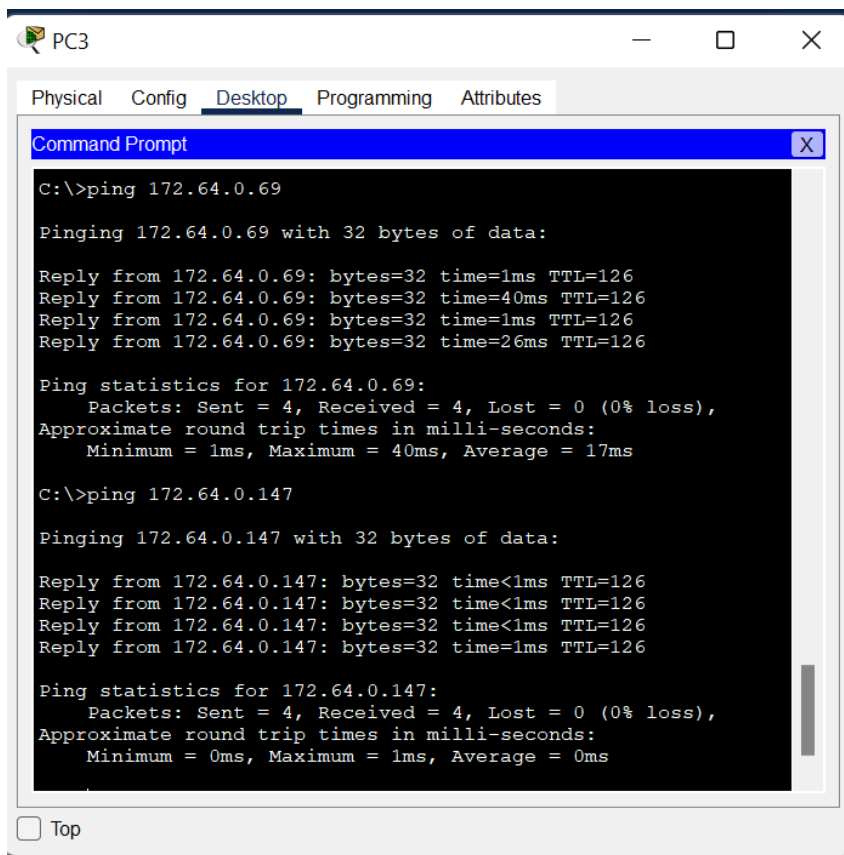 PC3
Physical Config Desktop Programming Attributes
Command Prompt X
C:\>ping 172.64.0.69
Pinging 172.64.0.69 with 32 bytes of data:
Reply from 172.64.0.69: bytes=32 time=1ms TTL=126
Reply from 172.64.0.69: bytes=32 time=40ms TTL=126
Reply from 172.64.0.69: bytes=32 time=1ms TTL=126
Reply from 172.64.0.69: bytes=32 time=26ms TTL=126
Ping statistics for 172.64.0.69:
Packets: Sent = 4, Received = 4, Lost = 0 (0% loss),
Approximate round trip times in milli-seconds:
Minimum = 1ms, Maximum = 40ms, Average = 17ms
C:\>ping 172.64.0.147
Pinging 172.64.0.147 with 32 bytes of data:
Reply from 172.64.0.147: bytes=32 time<1ms TTL=126
Reply from 172.64.0.147: bytes=32 time<1ms TTL=126
Reply from 172.64.0.147: bytes=32 time<1ms TTL=126
Reply from 172.64.0.147: bytes=32 time=1ms TTL=126
Ping statistics for 172.64.0.147:
Packets: Sent = 4, Received = 4, Lost = 0 (0% loss),
Approximate round trip times in milli-seconds:
Minimum = 0ms, Maximum = 1ms, Average = 0ms
Top